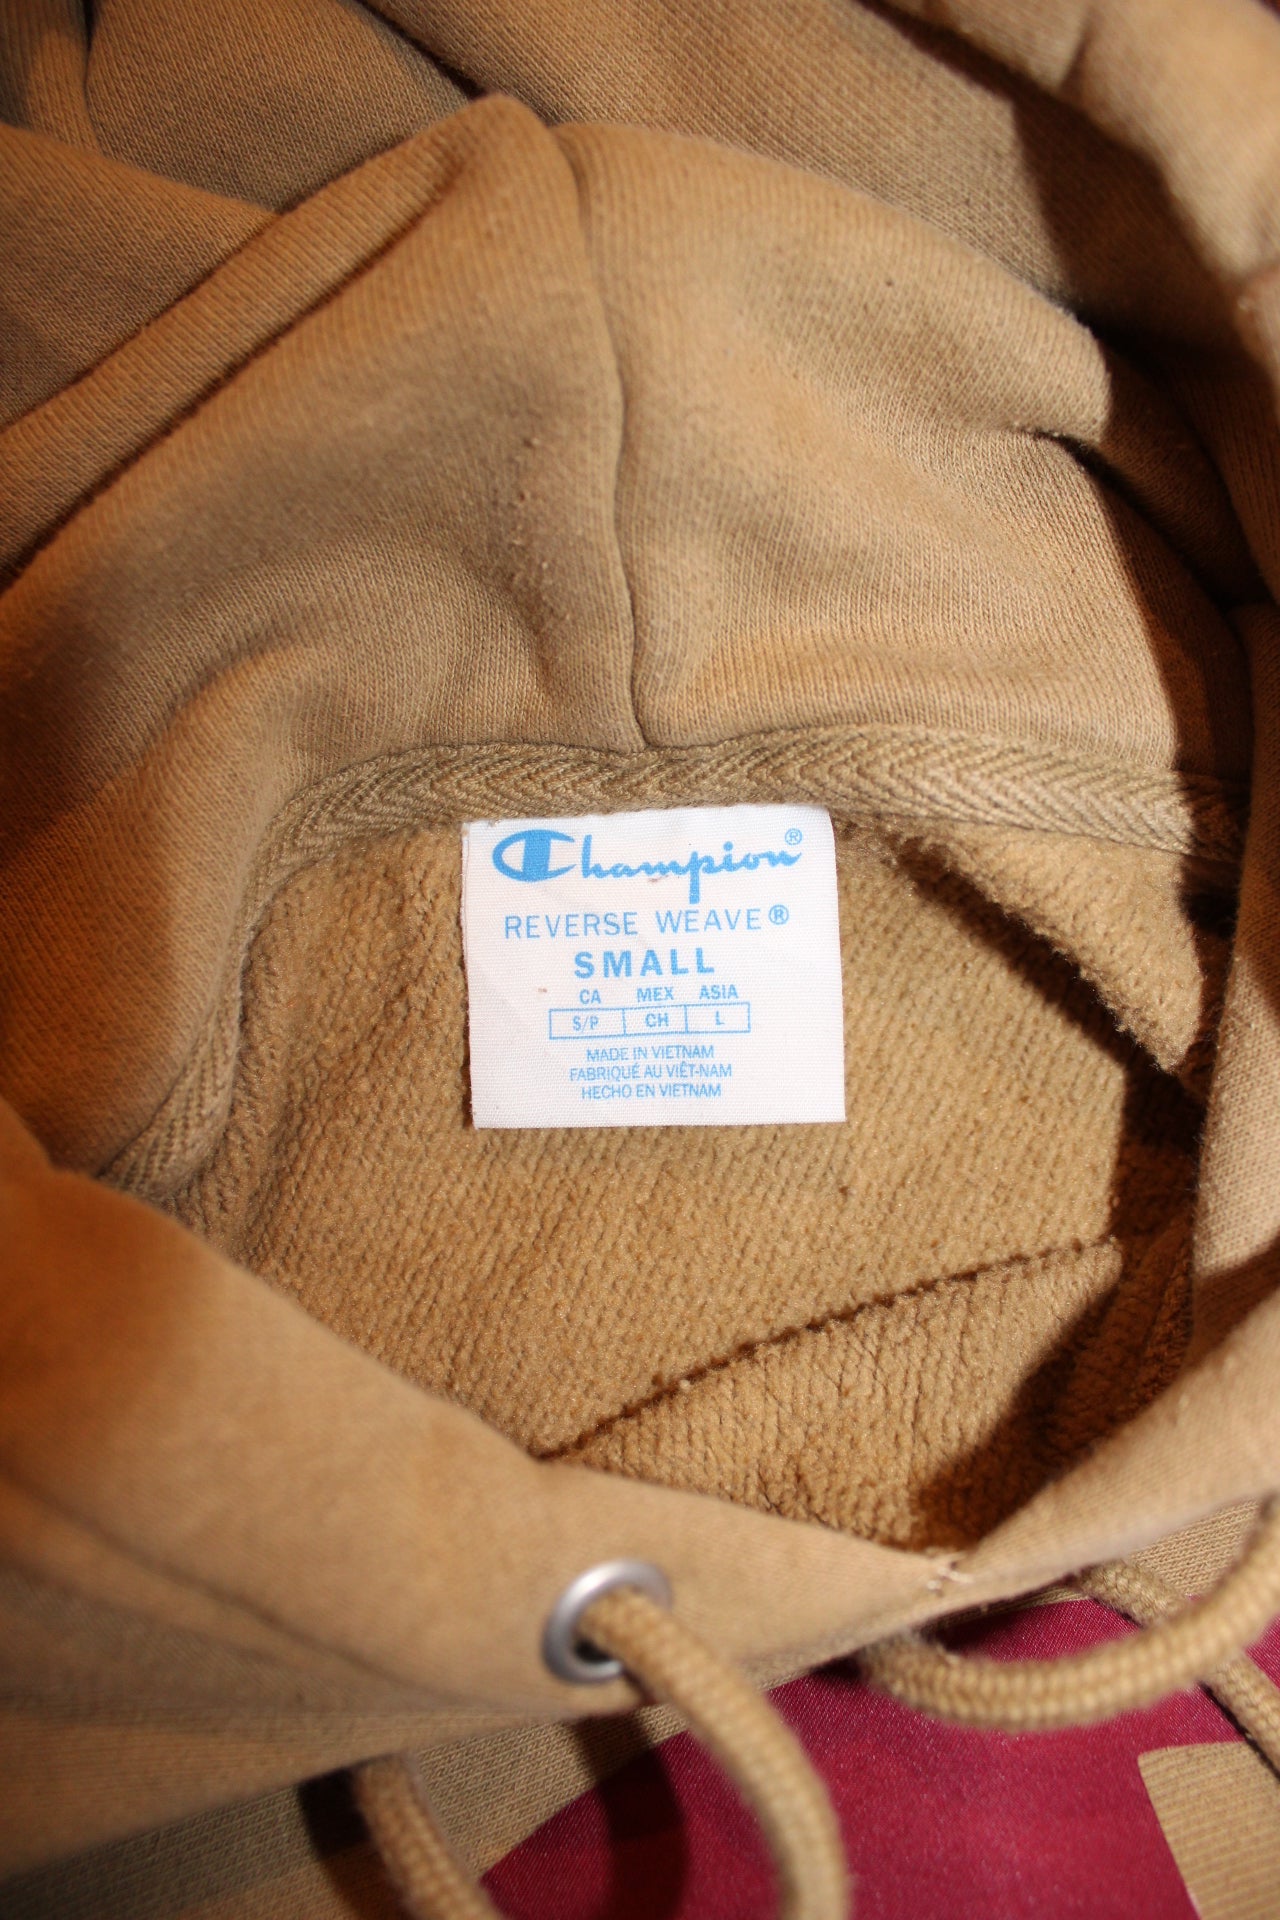 Champion®
REVERSE WEAVE®
SMALL
CA MEX ASIA
S/P CH L
MADE IN VIETNAM
FABRIQUÉ AU VIÊT-NAM
HECHO EN VIETNAM